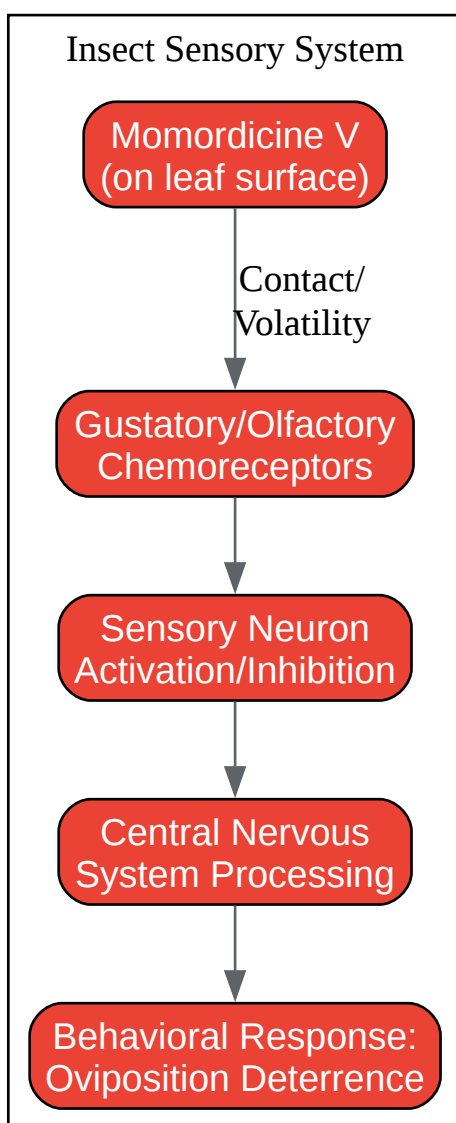 Insect Sensory System
Momordicine V
(on leaf surface)
Contact/
Volatility
Gustatory/Olfactory
Chemoreceptors
Sensory Neuron
Activation/Inhibition
Central Nervous
System Processing
Behavioral Response:
Oviposition Deterrence